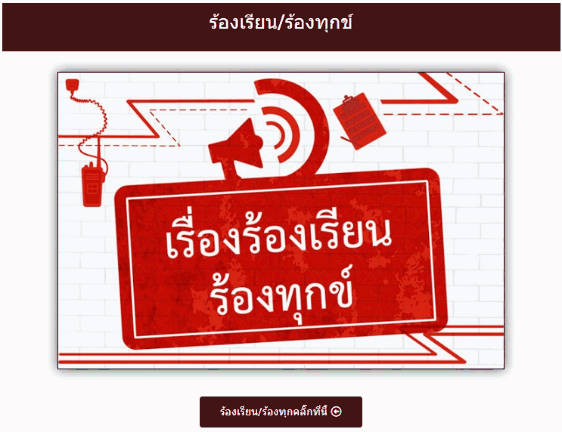 ร้องเรียน/ร้องทุกข์
เรื่องร้องเรียน
ร้องทุกข์
ร้องเรียน/ร้องทุกคลิ๊กที่นี้